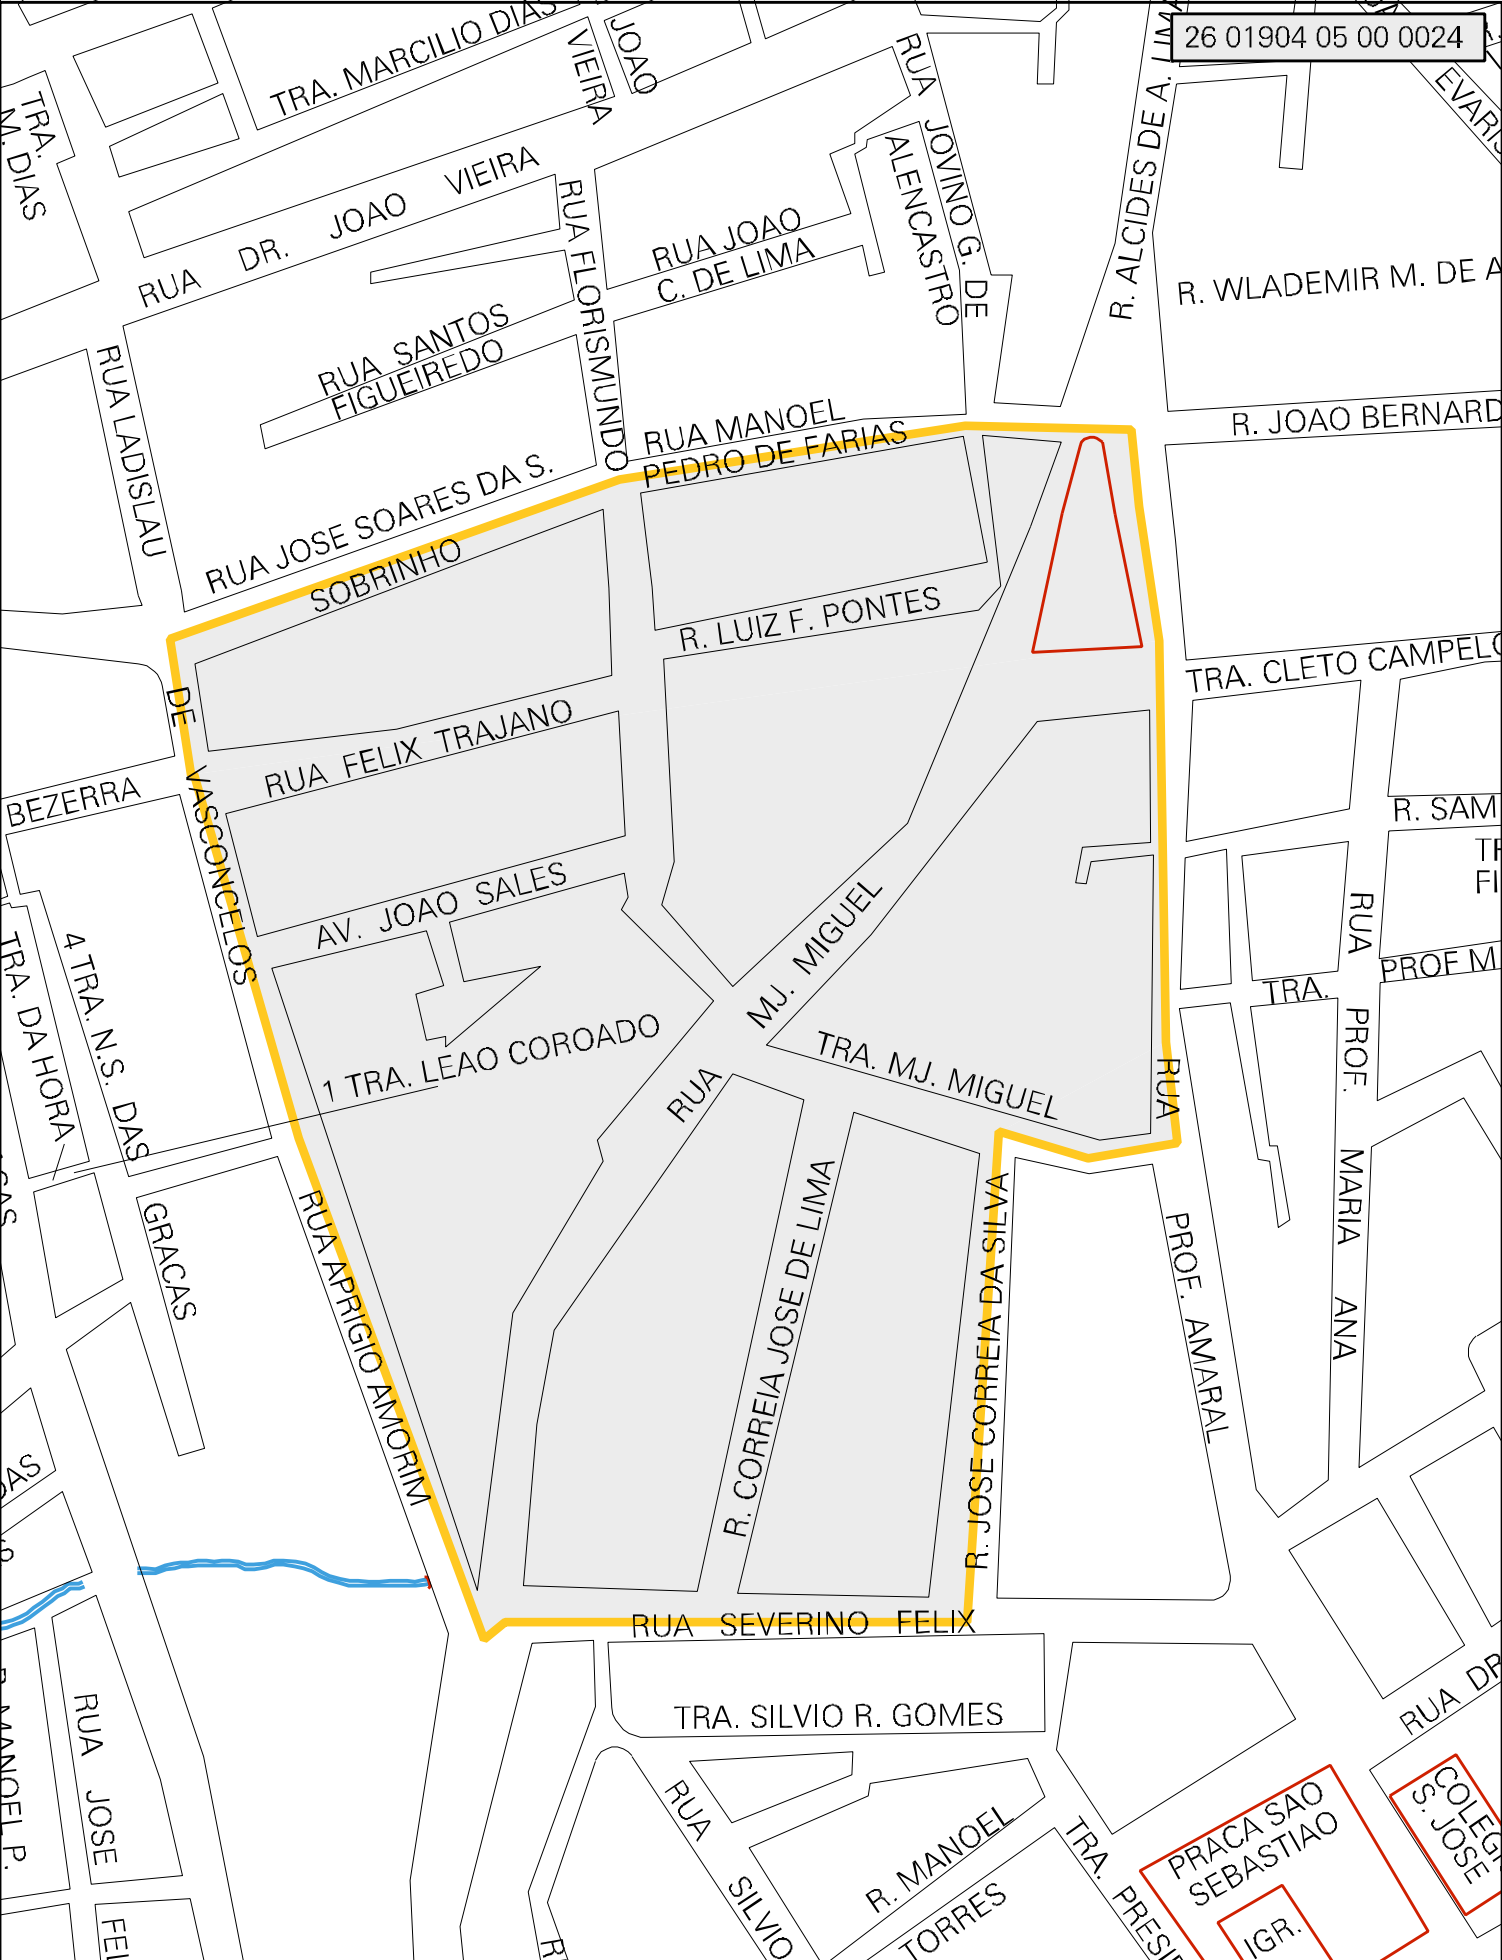 26 01904 05 00 0024
TRA. MARCILIO DIAS
VIEIRA
JOAO
TRA.
M. DIAS
RUA DR. JOAO VIEIRA
RUA FLORISMUNDO
RUA JOAO
C. DE LIMA
RUA JOVINO G. DE
ALENCASTRO
R. ALCIDES DE A. LIMA
R. WLADEMIR M. DE A
RUA SANTOS
FIGUEIREDO
RUA LADISLAU
DE
VASCONCELOS
RUA MANOEL
PEDRO DE FARIAS
R. JOAO BERNARD
RUA JOSE SOARES DA S.
SOBRINHO
R. LUIZ F. PONTES
TRA. CLETO CAMPELO
RUA FELIX TRAJANO
BEZERRA
R. SAM
AV. JOAO SALES
MJ. MIGUEL
RUA
4 TRA. N.S. DAS
GRACAS
TRA. DA HORA
1 TRA. LEAO COROADO
TRA. MJ. MIGUEL
TRA.
PROF M
RUA PROF. MARIA ANA
RUA
PROF. AMARAL
RUA APRIGIO AMORIM
R. CORREIA JOSE DE LIMA
R. JOSE CORREIA DA SILVA
RUA SEVERINO FELIX
TRA. SILVIO R. GOMES
RUA JOSE
FEL
MANOEL P.
RUA SILVIO
R. MANOEL
TORRES
TRA. PRESI
RUA DR
PRACA SAO
SEBASTIAO
IGR.
COLEG
S. JOSE
EVARIS